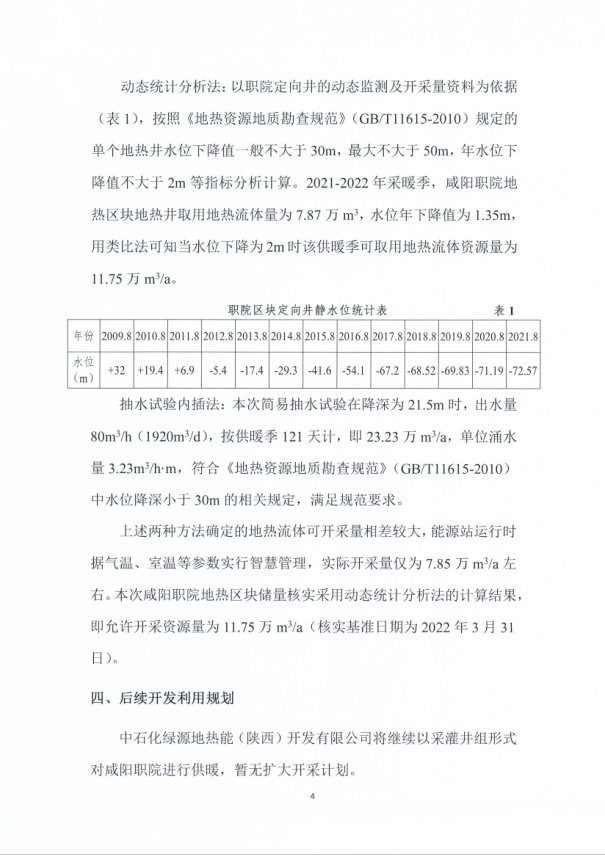 动态统计分析法：以职院定向井的动态监测及开采量资料为依据
（表 1），按照《地热资源地质勘查规范》（GB/T11615-2010）规定的
单个地热井水位下降值一般不大于 30m，最大不大于 50m，年水位下
降值不大于 2m 等指标分析计算。2021-2022 年采暖季，咸阳职院地
热区块地热井取用地热流体量为 7.87 万 m³，水位年下降值为 1.35m，
用类比法可知当水位下降为 2m 时该供暖季可取用地热流体资源量为
11.75 万 m³/a。
职院区块定向井静水位统计表 表 1
年份 2009.8 2010.8 2011.8 2012.8 2013.8 2014.8 2015.8 2016.8 2017.8 2018.8 2019.8 2020.8 2021.8
水位
（m） +32 +19.4 +6.9 -5.4 -17.4 -29.3 -41.6 -54.1 -67.2 -68.52 -69.83 -71.19 -72.57
抽水试验内插法：本次简易抽水试验在降深为 21.5m 时，出水量
80m³/h（1920m³/d），按供暖季 121 天计，即 23.23 万 m³/a，单位涌水
量 3.23m³/h·m，符合《地热资源地质勘查规范》（GB/T11615-2010）
中水位降深小于 30m 的相关规定，满足规范要求。
上述两种方法确定的地热流体可开采量相差较大，能源站运行时
据气温、室温等参数实行智慧管理，实际开采量仅为 7.85 万 m³/a 左
右。本次咸阳职院地热区块储量核实采用动态统计分析法的计算结果，
即允许开采资源量为 11.75 万 m³/a（核实基准日期为 2022 年 3 月 31
日）。
四、后续开发利用规划
中石化绿源地热能（陕西）开发有限公司将继续以采灌井组形式
对咸阳职院进行供暖，暂无扩大开采计划。
4